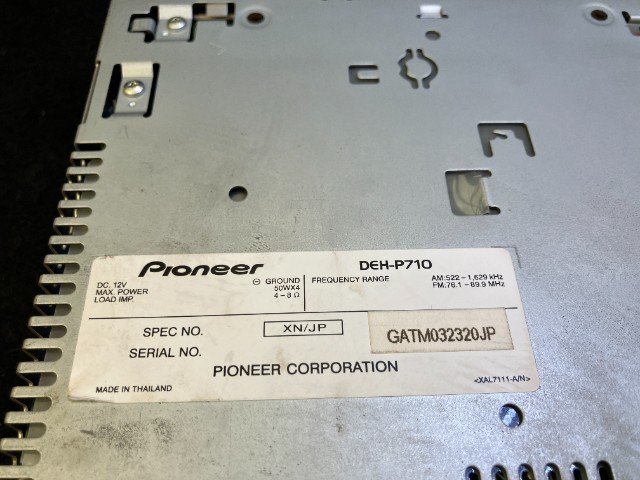 Pioneer
DEH-P710
DC. 12V ⊖ GROUND
MAX. POWER 50WX4
LOAD IMP. 4-8Ω
FREQUENCY RANGE AM:522-1,629 kHz
FM:76.1-89.9 MHz
SPEC NO. XN/JP
SERIAL NO. GATM032320JP
PIONEER CORPORATION
MADE IN THAILAND
<XAL7111-A/N>